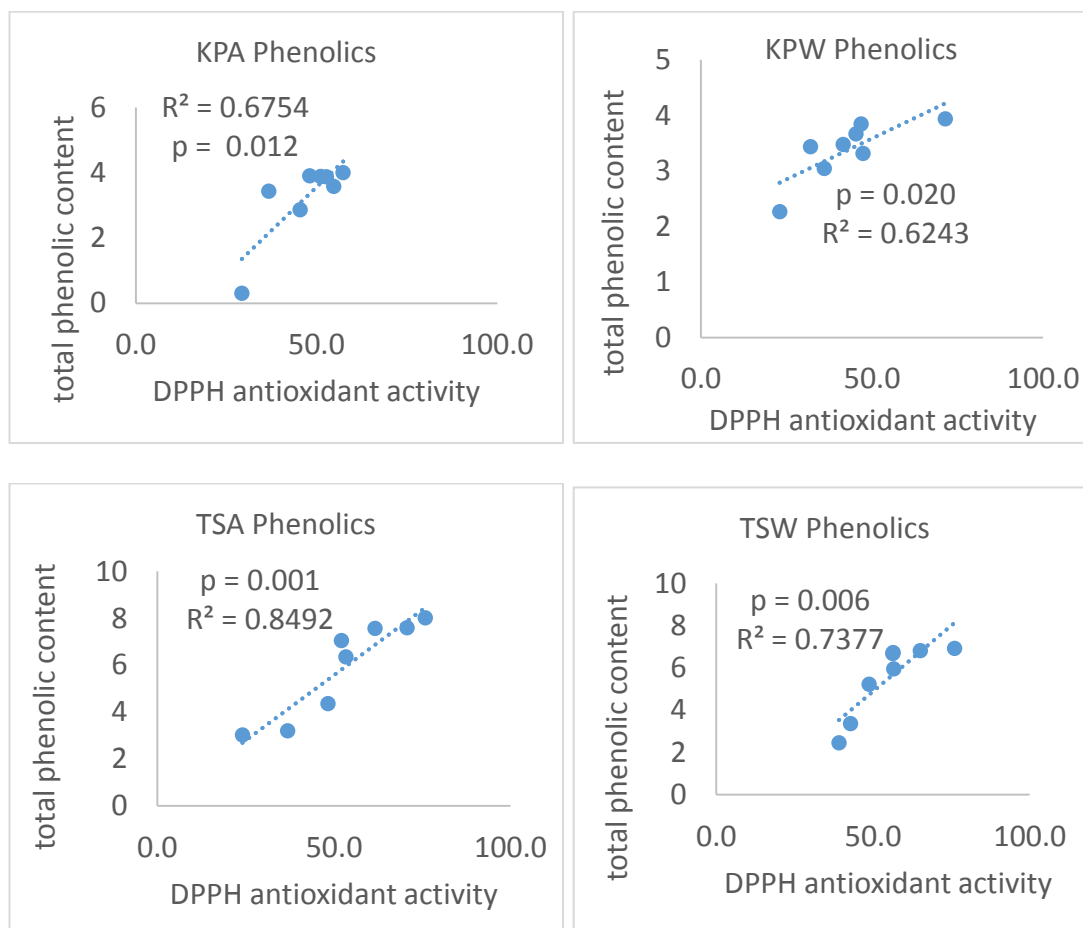 KPA Phenolics
R² = 0.6754
p =  0.012
total phenolic content
6
4
2
0
0.0 50.0 100.0
DPPH antioxidant activity
KPW Phenolics
p = 0.020
R² = 0.6243
total phenolic content
5
4
3
2
1
0
0.0 50.0 100.0
DPPH antioxidant activity
TSA Phenolics
p = 0.001
R² = 0.8492
total phenolic content
10
8
6
4
2
0
0.0 50.0 100.0
DPPH antioxidant activity
TSW Phenolics
p = 0.006
R² = 0.7377
total phenolic content
10
8
6
4
2
0
0.0 50.0 100.0
DPPH antioxidant activity